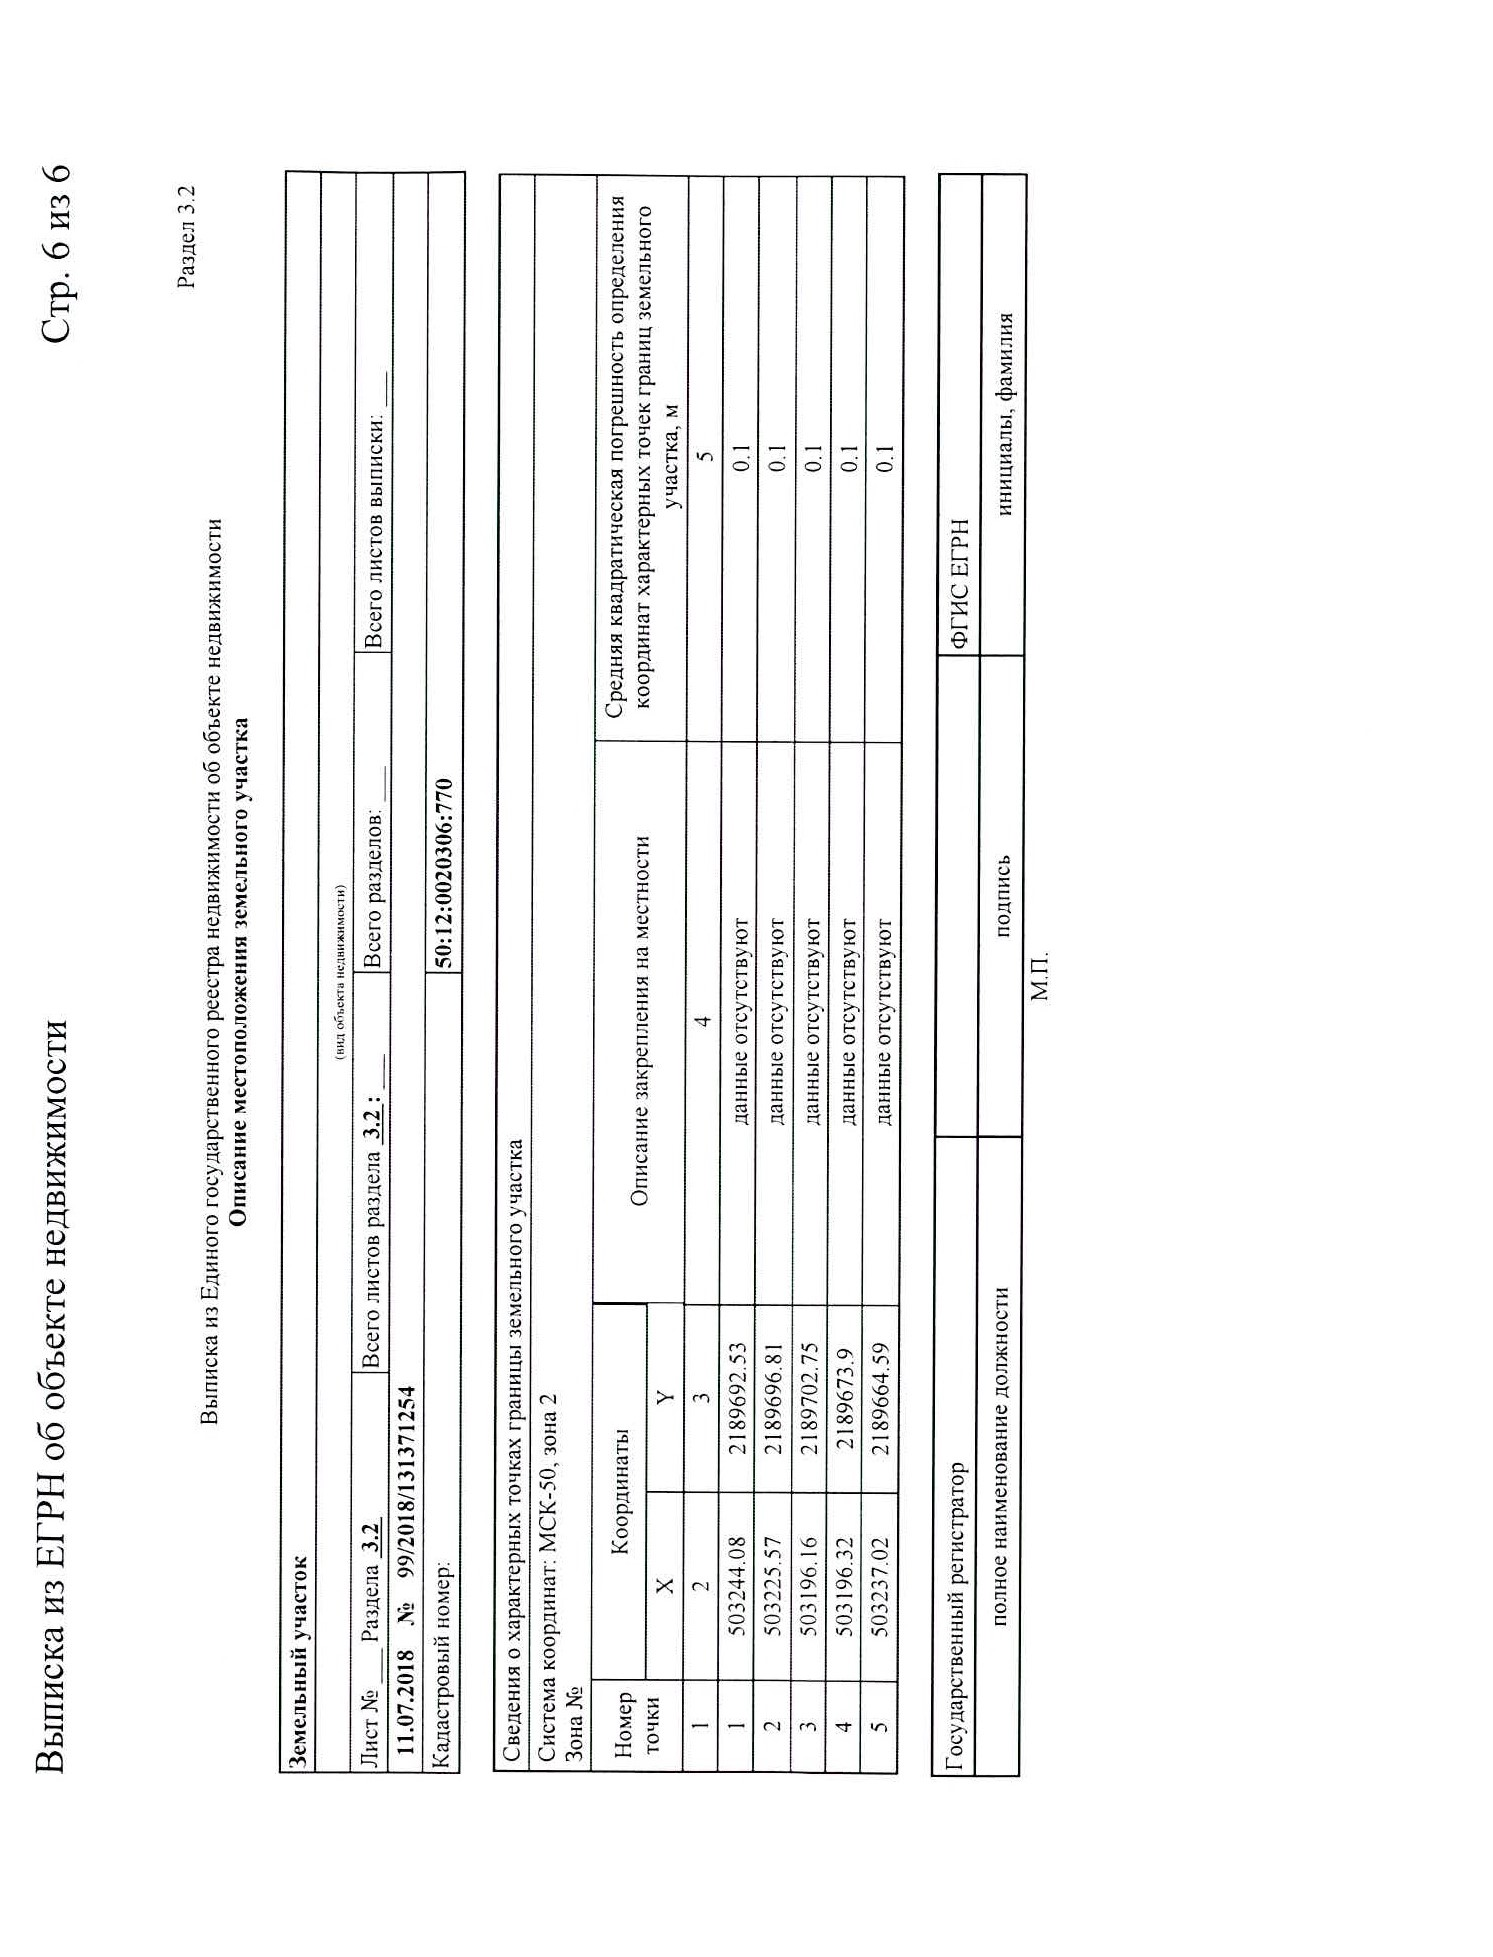 Выписка из ЕГРН об объекте недвижимости Стр. 6 из 6
Раздел 3.2
Выписка из Единого государственного реестра недвижимости об объекте недвижимости
Описание местоположения земельного участка
Земельный участок
(вид объекта недвижимости)
Лист № ___ Раздела 3.2 Всего листов раздела 3.2 : ___ Всего разделов: ___ Всего листов выписки: ___
11.07.2018 № 99/2018/131371254
Кадастровый номер: 50:12:0020306:770
Сведения о характерных точках границы земельного участка
Система координат: МСК-50, зона 2
Зона №
Номер точки Координаты Описание закрепления на местности Средняя квадратическая погрешность определения
координат характерных точек границ земельного
участка, м
X Y
1 2 3 4 5
1 503244.08 2189692.53 данные отсутствуют 0.1
2 503225.57 2189696.81 данные отсутствуют 0.1
3 503196.16 2189702.75 данные отсутствуют 0.1
4 503196.32 2189673.9 данные отсутствуют 0.1
5 503237.02 2189664.59 данные отсутствуют 0.1
Государственный регистратор ФГИС ЕГРН
полное наименование должности подпись инициалы, фамилия
М.П.